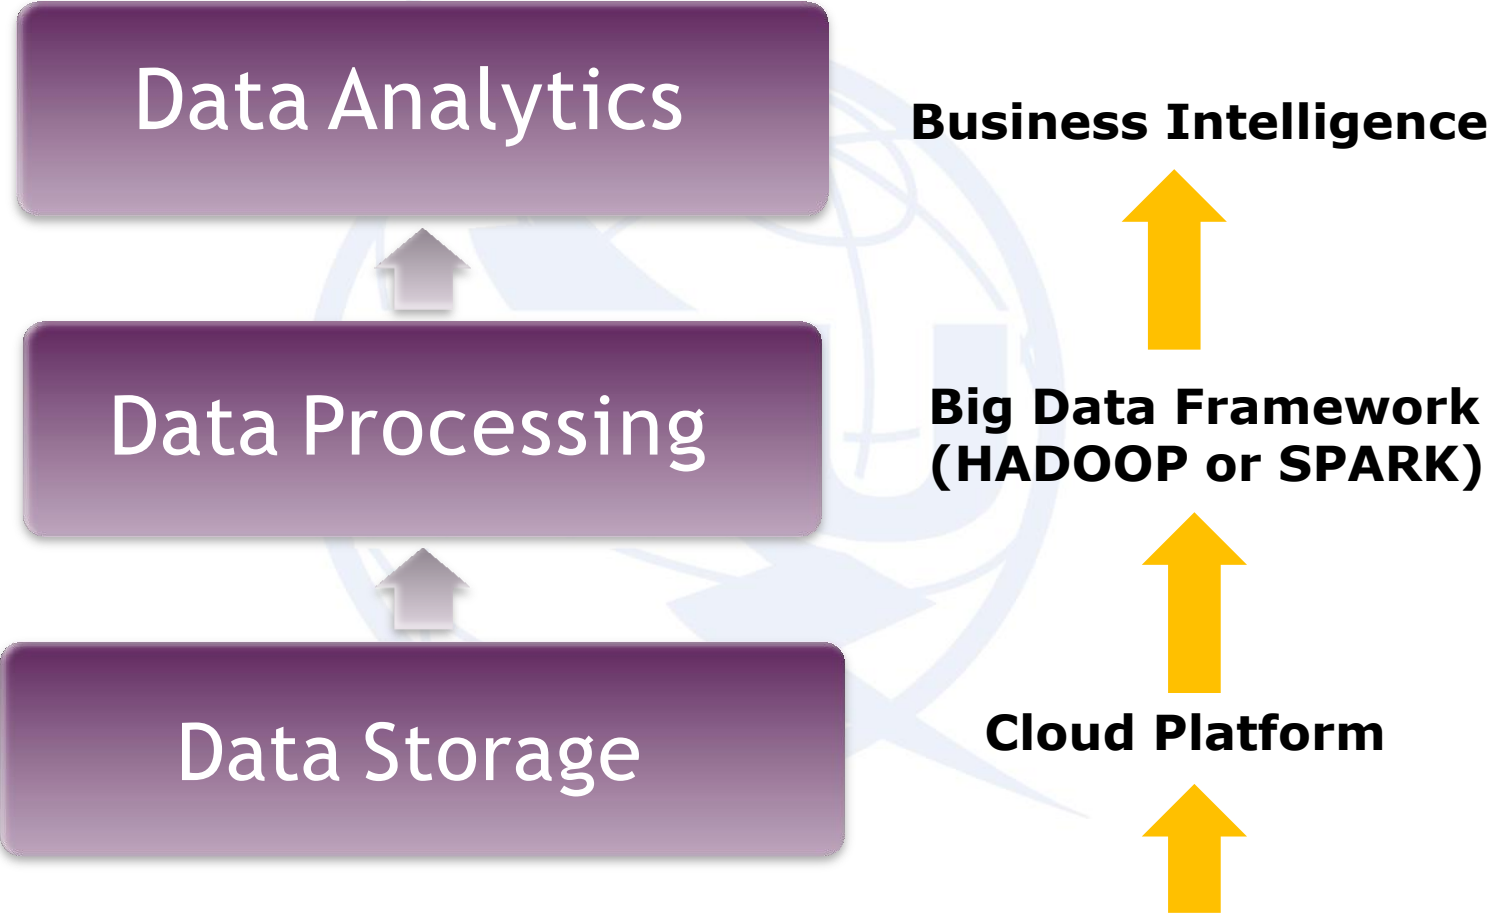 Data Analytics
Business Intelligence
Data Processing
Big Data Framework
(HADOOP or SPARK)
Data Storage
Cloud Platform